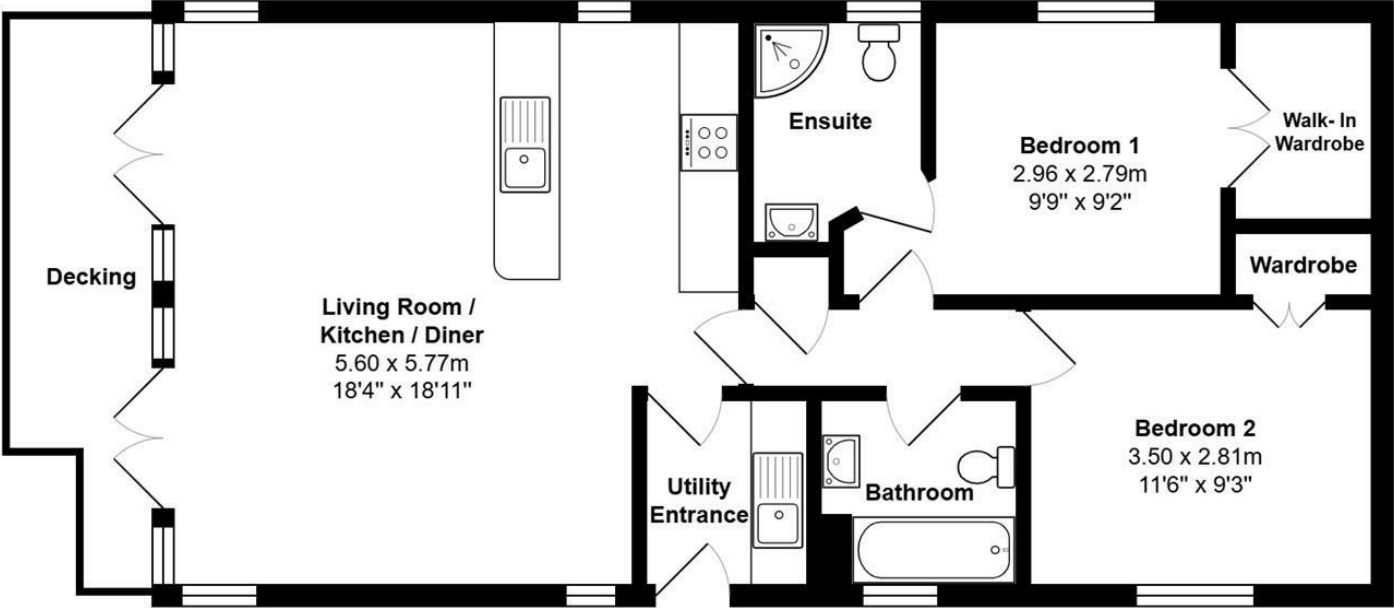 Ensuite
Bedroom 1
2.96 x 2.79m
9'9" x 9'2"
Walk- In
Wardrobe
Decking
Wardrobe
Living Room /
Kitchen / Diner
5.60 x 5.77m
18'4" x 18'11"
Bedroom 2
3.50 x 2.81m
11'6" x 9'3"
Utility
Entrance
Bathroom